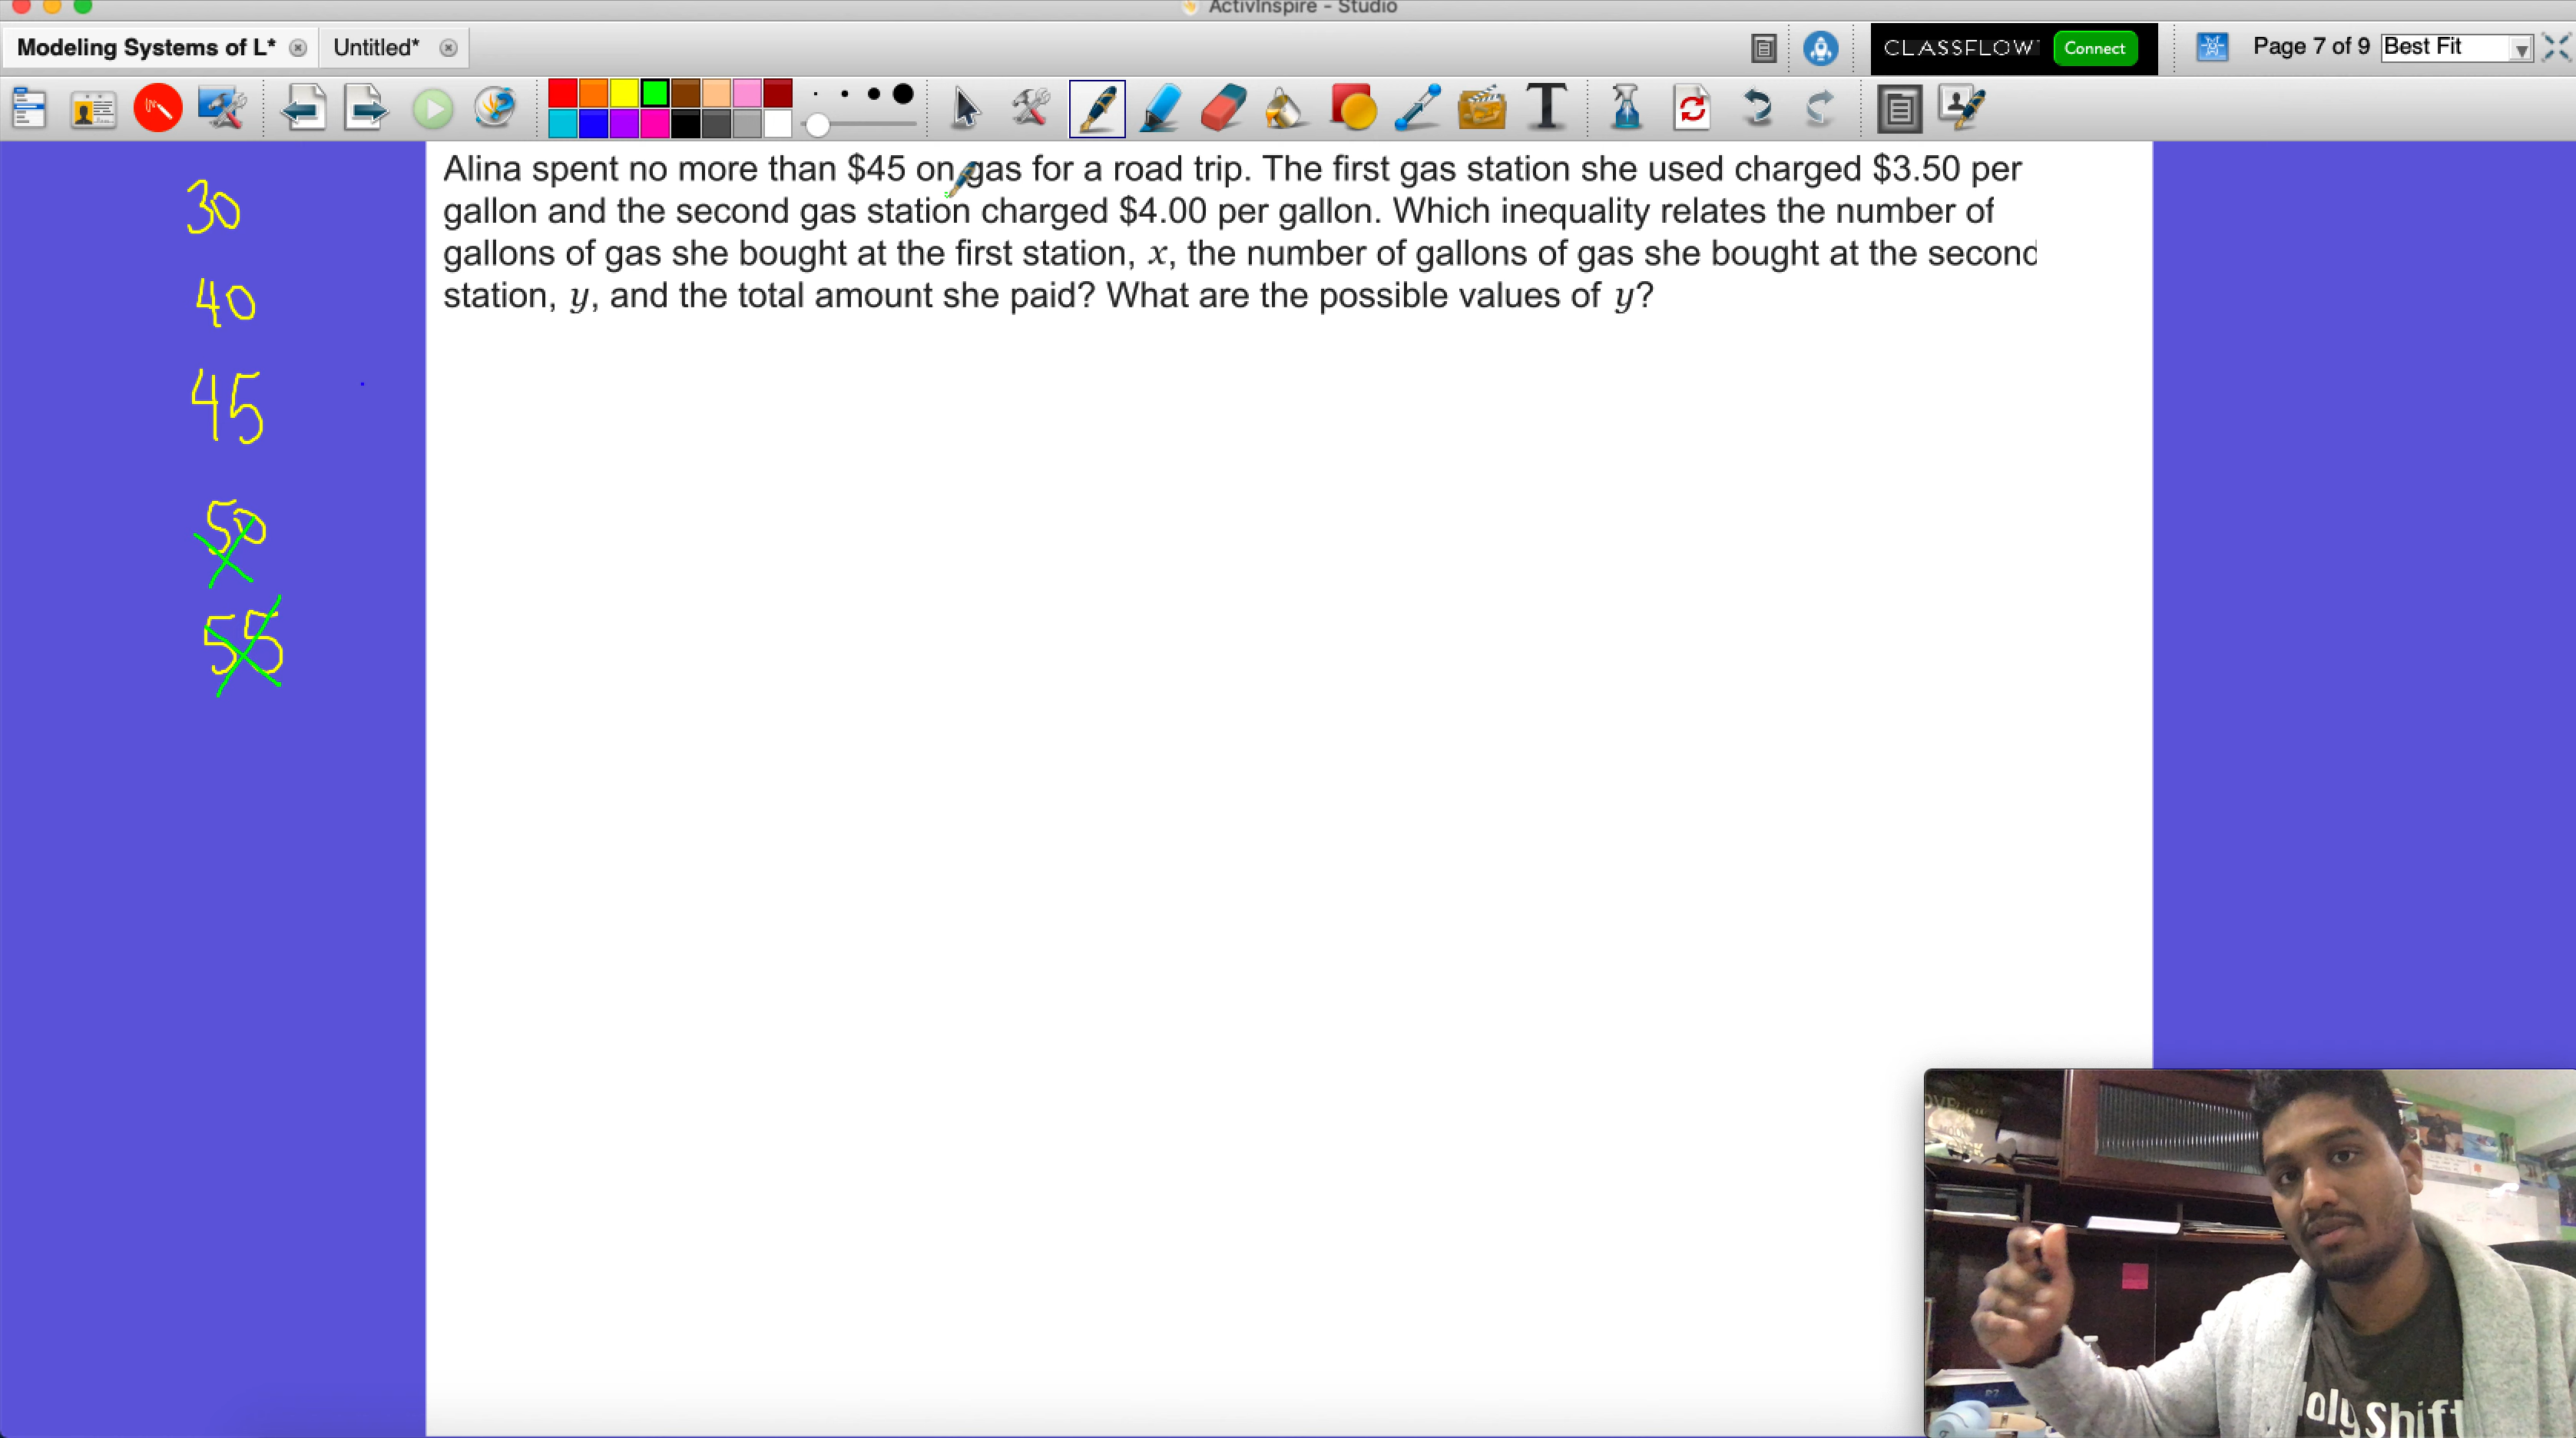 ActivInspire - Studio
Modeling Systems of L*
Untitled*
CLASSFLOW
Connect
Page 7 of 9
Best Fit
T
30
40
45
50
55
Alina spent no more than $45 on gas for a road trip. The first gas station she used charged $3.50 per
gallon and the second gas station charged $4.00 per gallon. Which inequality relates the number of
gallons of gas she bought at the first station, x, the number of gallons of gas she bought at the second
station, y, and the total amount she paid? What are the possible values of y?
oly Shift